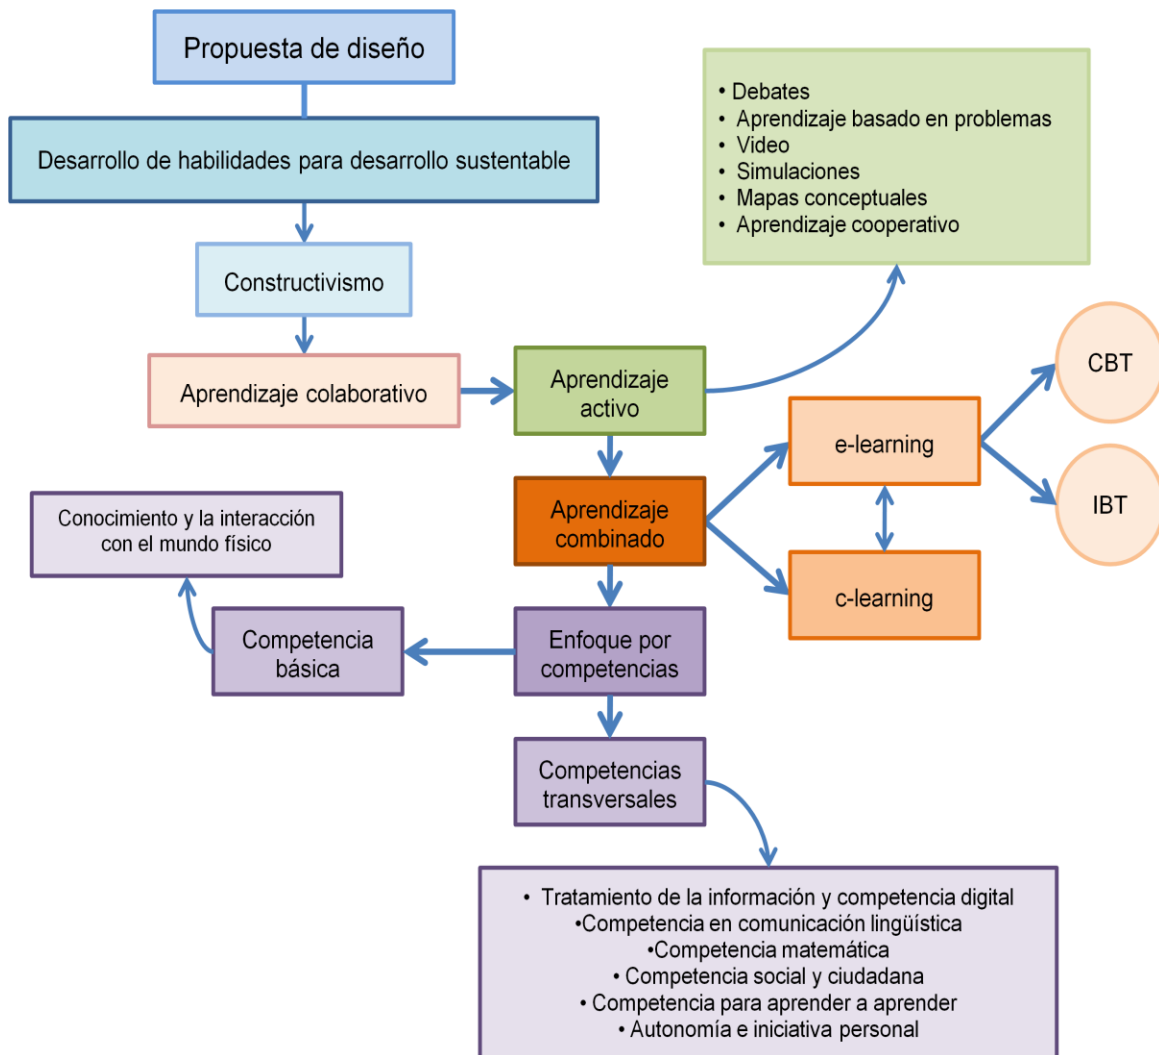 Propuesta de diseño
Desarrollo de habilidades para desarrollo sustentable
Constructivismo
Aprendizaje colaborativo
Aprendizaje
activo
• Debates
• Aprendizaje basado en problemas
• Video
• Simulaciones
• Mapas conceptuales
• Aprendizaje cooperativo
Aprendizaje
combinado
e-learning
c-learning
CBT
IBT
Enfoque por
competencias
Competencia
básica
Conocimiento y la interacción
con el mundo físico
Competencias
transversales
• Tratamiento de la información y competencia digital
•Competencia en comunicación lingüística
•Competencia matemática
• Competencia social y ciudadana
• Competencia para aprender a aprender
• Autonomía e iniciativa personal